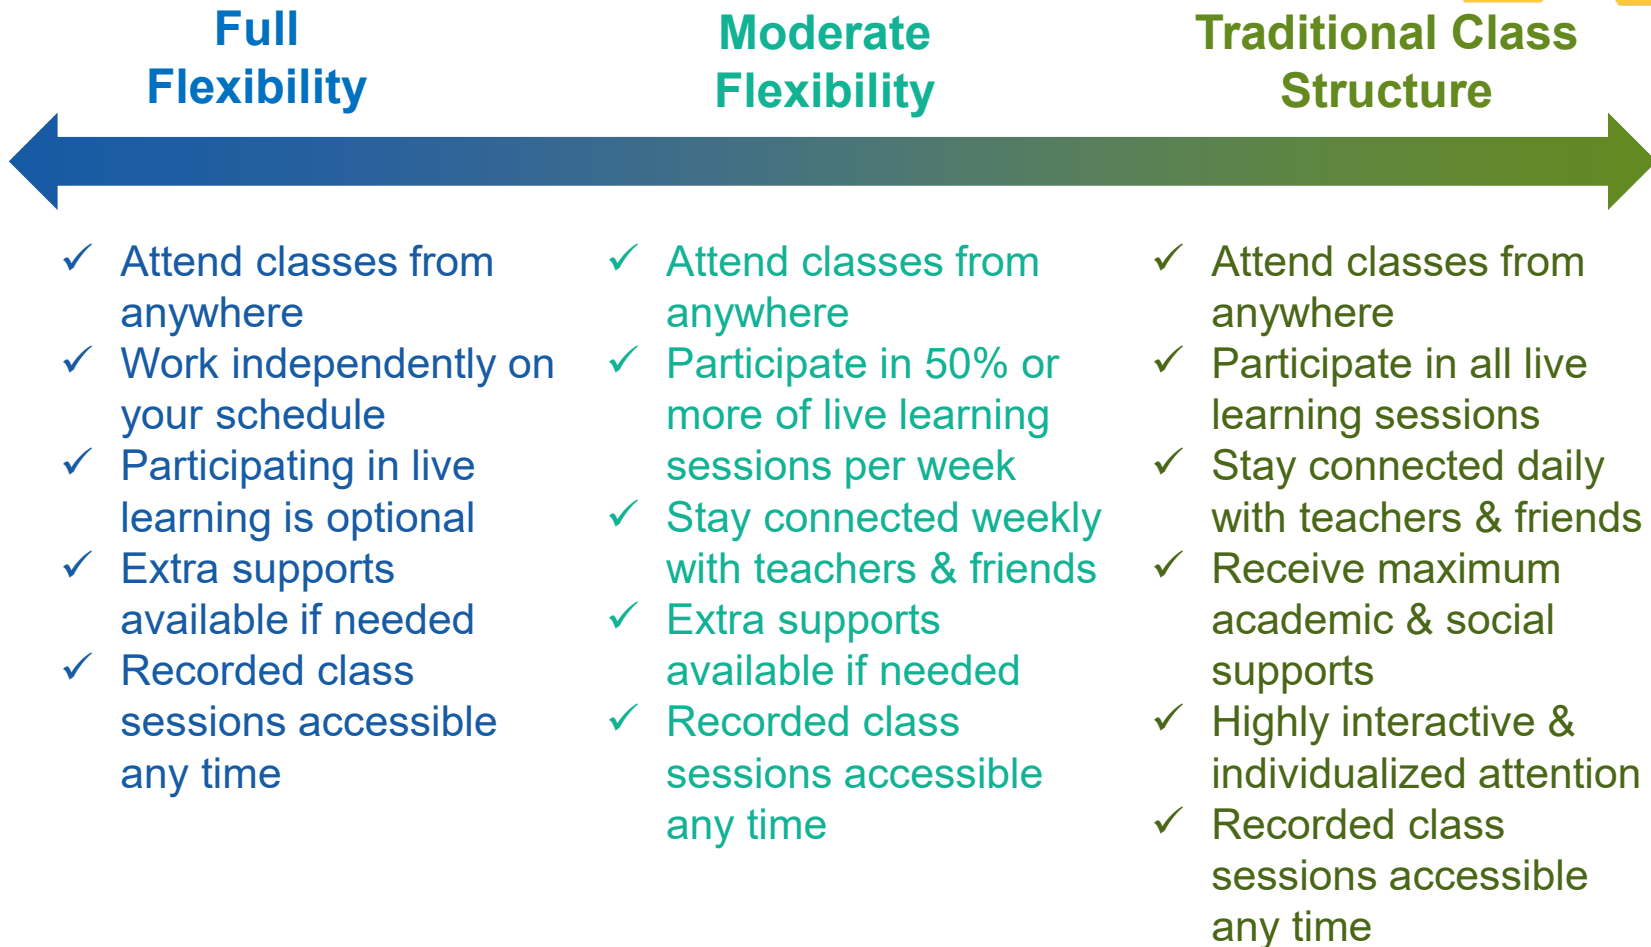 Full
Flexibility
Moderate
Flexibility
Traditional Class
Structure
✓ Attend classes from
anywhere
✓ Work independently on
your schedule
✓ Participating in live
learning is optional
✓ Extra supports
available if needed
✓ Recorded class
sessions accessible
any time
✓ Attend classes from
anywhere
✓ Participate in 50% or
more of live learning
sessions per week
✓ Stay connected weekly
with teachers & friends
✓ Extra supports
available if needed
✓ Recorded class
sessions accessible
any time
✓ Attend classes from
anywhere
✓ Participate in all live
learning sessions
✓ Stay connected daily
with teachers & friends
✓ Receive maximum
academic & social
supports
✓ Highly interactive &
individualized attention
✓ Recorded class
sessions accessible
any time